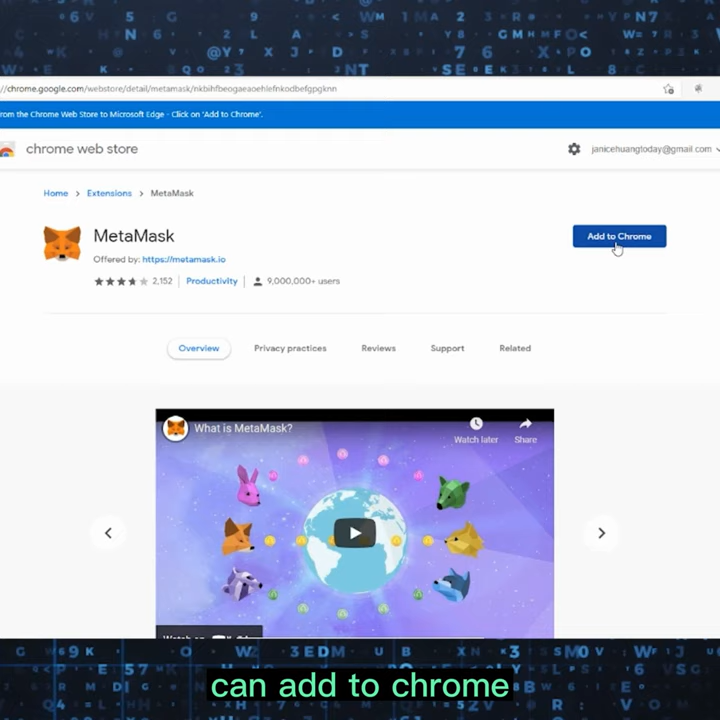 //chrome.google.com/webstore/detail/metamask/nkbihfbeogaeaoehlefnkodbefgpgknn
rom the Chrome Web Store to Microsoft Edge - Click on 'Add to Chrome'.
chrome web store
janicehuangtoday@gmail.com
Home > Extensions > MetaMask
MetaMask
Add to Chrome
Offered by: https://metamask.io
2,152 Productivity 9,000,000+ users
Overview Privacy practices Reviews Support Related
What is MetaMask?
Watch later Share
can add to chrome